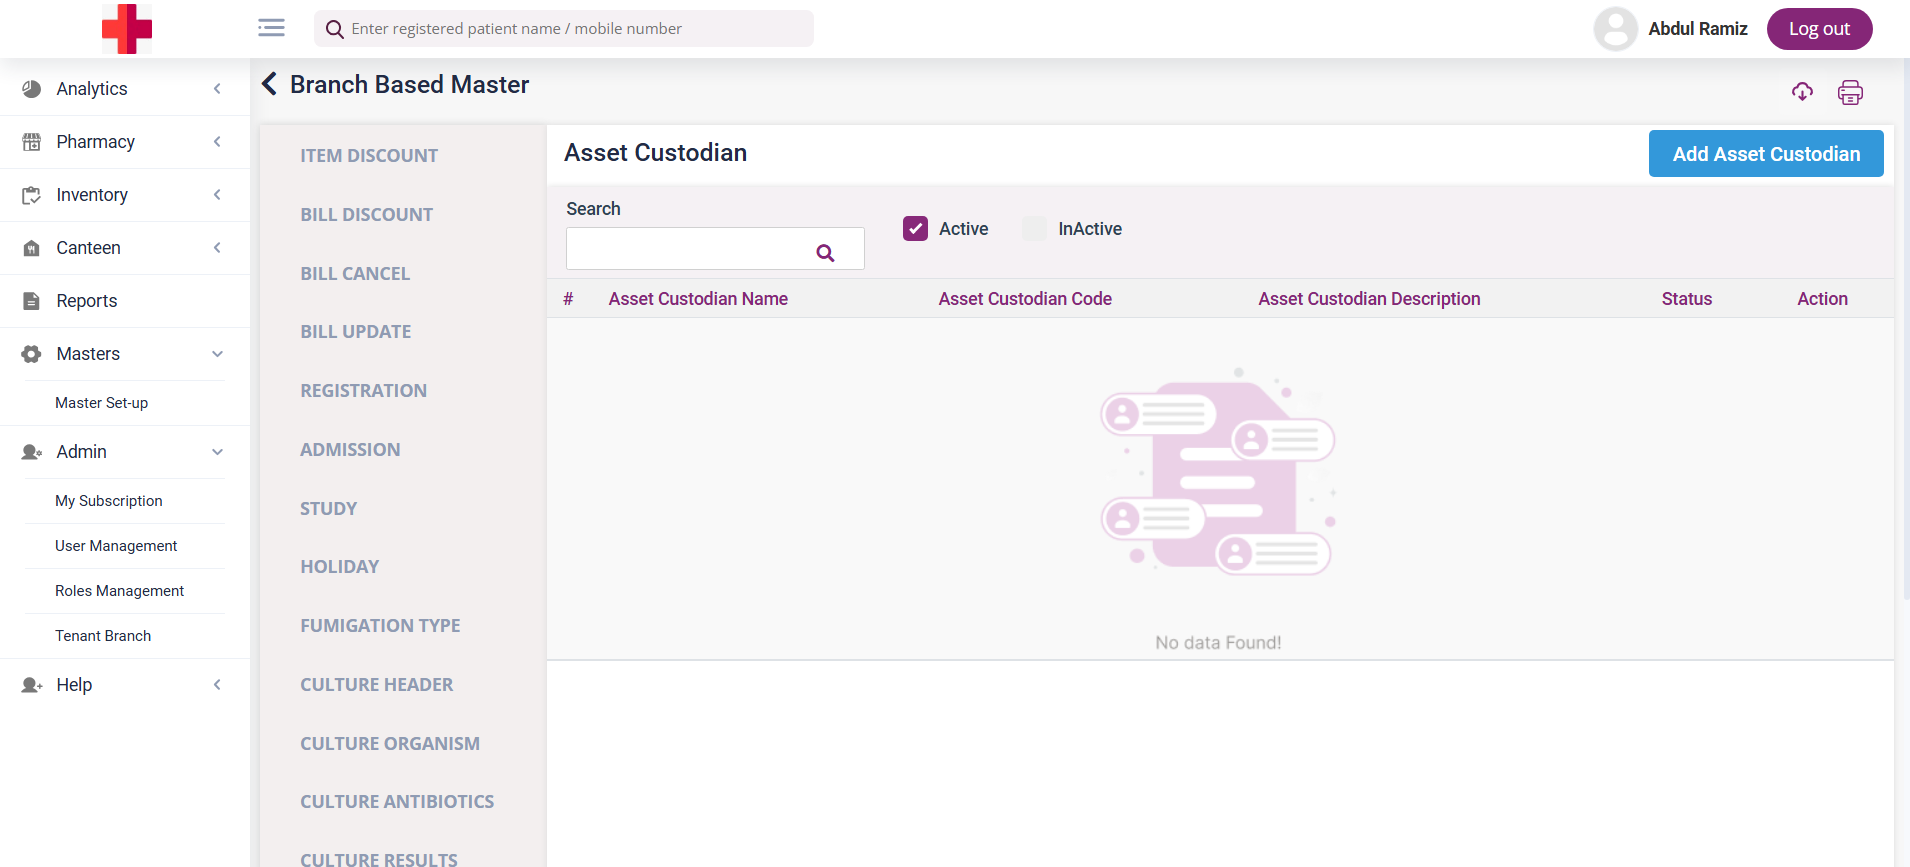 Enter registered patient name / mobile number
Abdul Ramiz
Log out
Analytics
Pharmacy
Inventory
Canteen
Reports
Masters
Master Set-up
Admin
My Subscription
User Management
Roles Management
Tenant Branch
Help
Branch Based Master
ITEM DISCOUNT
BILL DISCOUNT
BILL CANCEL
BILL UPDATE
REGISTRATION
ADMISSION
STUDY
HOLIDAY
FUMIGATION TYPE
CULTURE HEADER
CULTURE ORGANISM
CULTURE ANTIBIOTICS
CULTURE RESULTS
Asset Custodian
Add Asset Custodian
Search
Active
InActive
# Asset Custodian Name Asset Custodian Code Asset Custodian Description Status Action
No data Found!